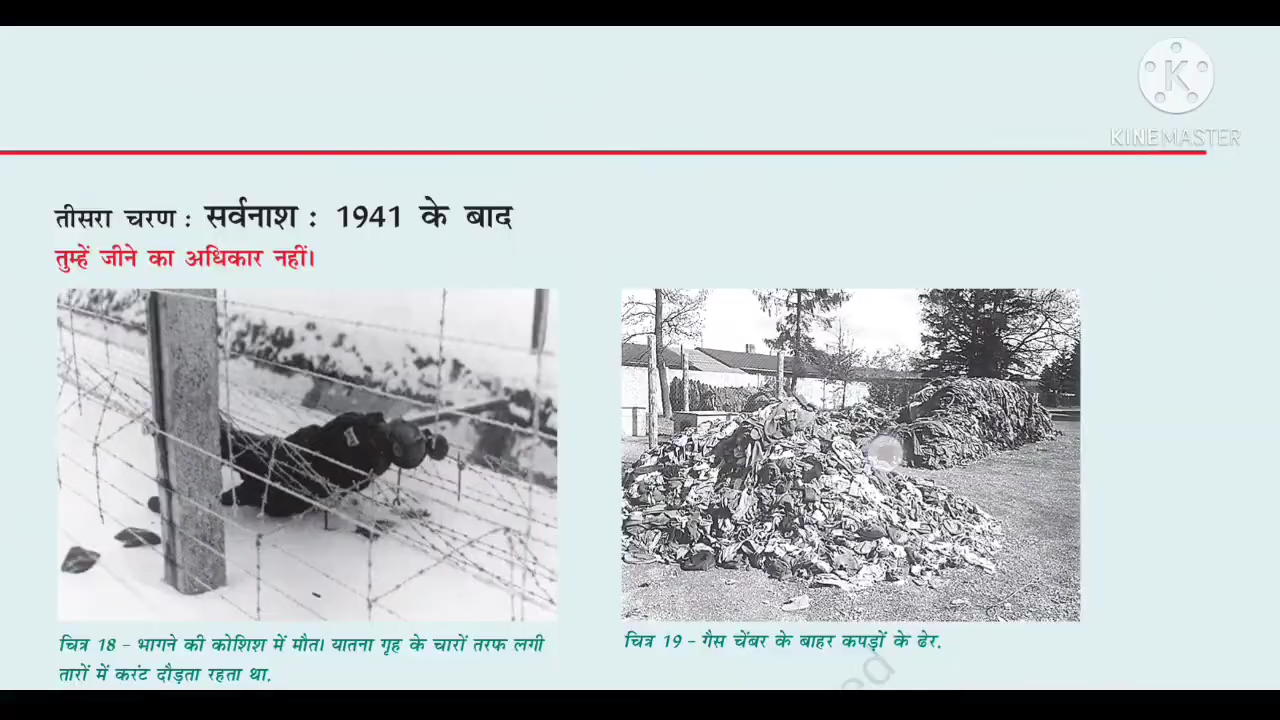 KINEMASTER
तीसरा चरण : सर्वनाश : 1941 के बाद
तुम्हें जीने का अधिकार नहीं।
चित्र 18 – भागने की कोशिश में मौत। यातना गृह के चारों तरफ लगी
तारों में करंट दौड़ता रहता था.
चित्र 19 – गैस चेंबर के बाहर कपड़ों के ढेर.